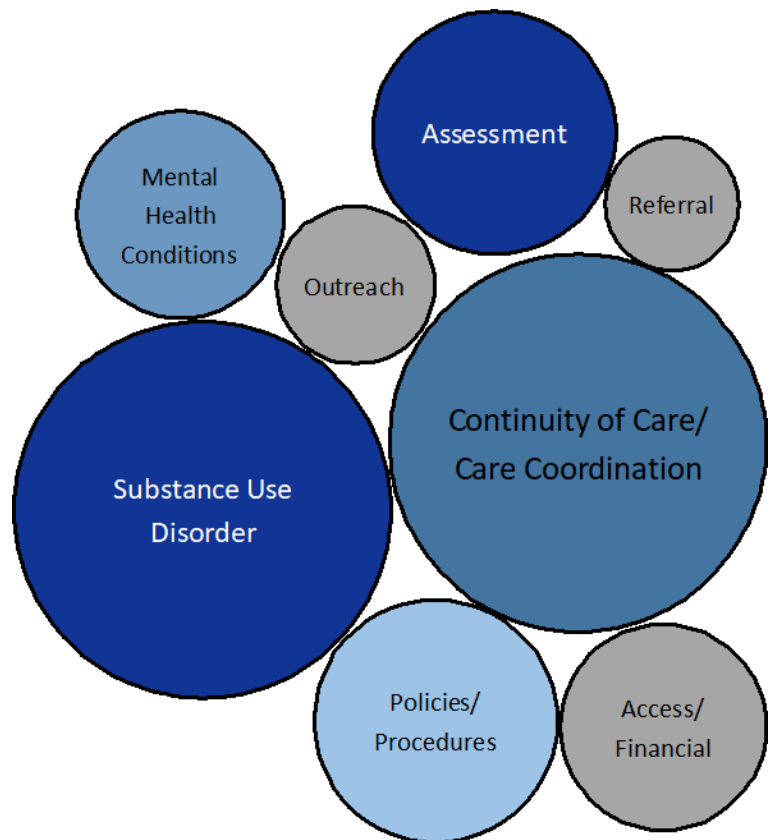 Assessment
Mental
Health
Conditions
Referral
Outreach
Continuity of Care/
Care Coordination
Substance Use
Disorder
Policies/
Procedures
Access/
Financial